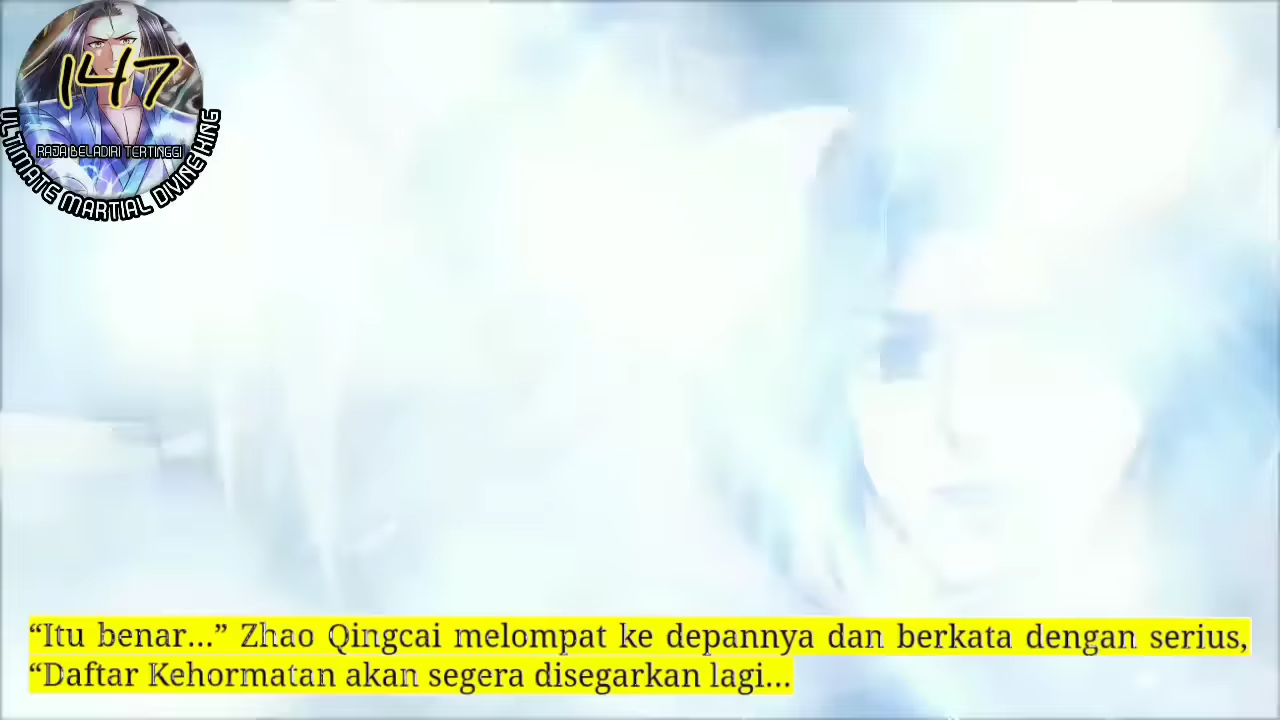 147
RAJA BELADIRI TERTINGGI
ULTIMATE MARTIAL DIVINE KING
“Itu benar...” Zhao Qingcai melompat ke depannya dan berkata dengan serius,
“Daftar Kehormatan akan segera disegarkan lagi...